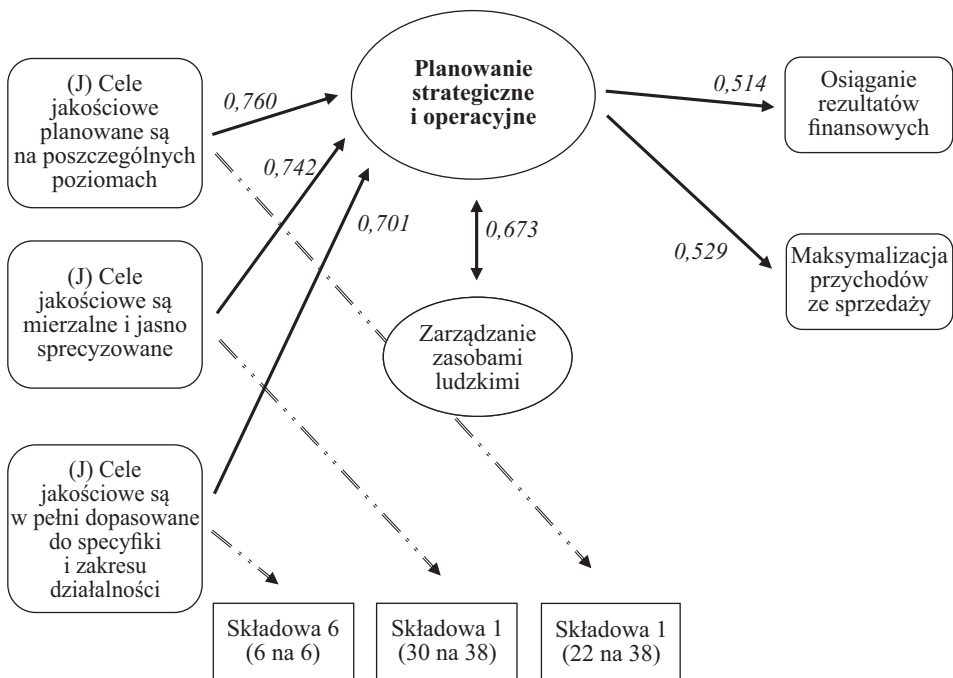 (J) Cele
jakościowe
planowane są
na poszczególnych
poziomach
0,760
Planowanie
strategiczne
i operacyjne
0,514
Osiąganie
rezultatów
finansowych
0,742
0,701
0,673
0,529
(J) Cele
jakościowe są
mierzalne i jasno
sprecyzowane
Maksymalizacja
przychodów
ze sprzedaży
Zarządzanie
zasobami
ludzkimi
(J) Cele
jakościowe są
w pełni dopasowane
do specyfiki
i zakresu
działalności
Składowa 6
(6 na 6)
Składowa 1
(30 na 38)
Składowa 1
(22 na 38)